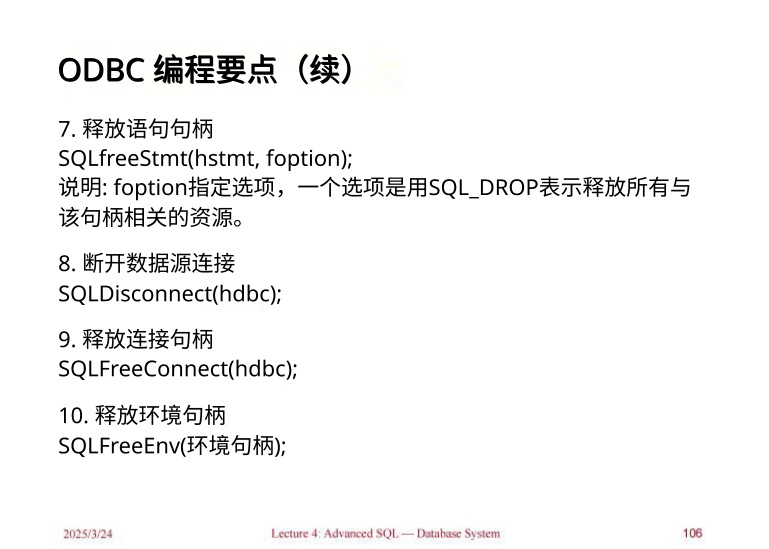 ODBC 编程要点（续）
7. 释放语句句柄
SQLfreeStmt(hstmt, foption);
说明: foption指定选项，一个选项是用SQL_DROP表示释放所有与
该句柄相关的资源。
8. 断开数据源连接
SQLDisconnect(hdbc);
9. 释放连接句柄
SQLFreeConnect(hdbc);
10. 释放环境句柄
SQLFreeEnv(环境句柄);
2025/3/24
Lecture 4: Advanced SQL — Database System
106